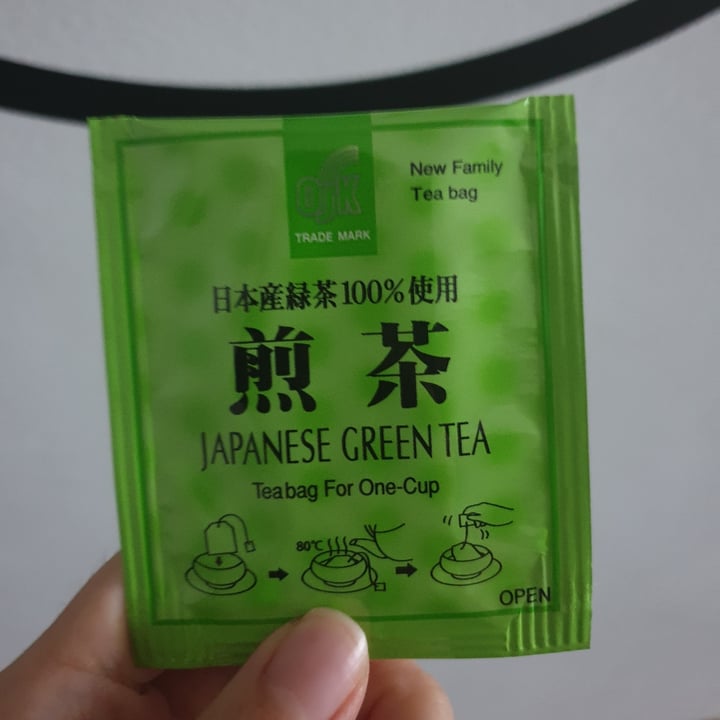 OSK
TRADE MARK
New Family
Tea bag
日本産緑茶100%使用
煎茶
JAPANESE GREEN TEA
Teabag For One-Cup
80℃
OPEN